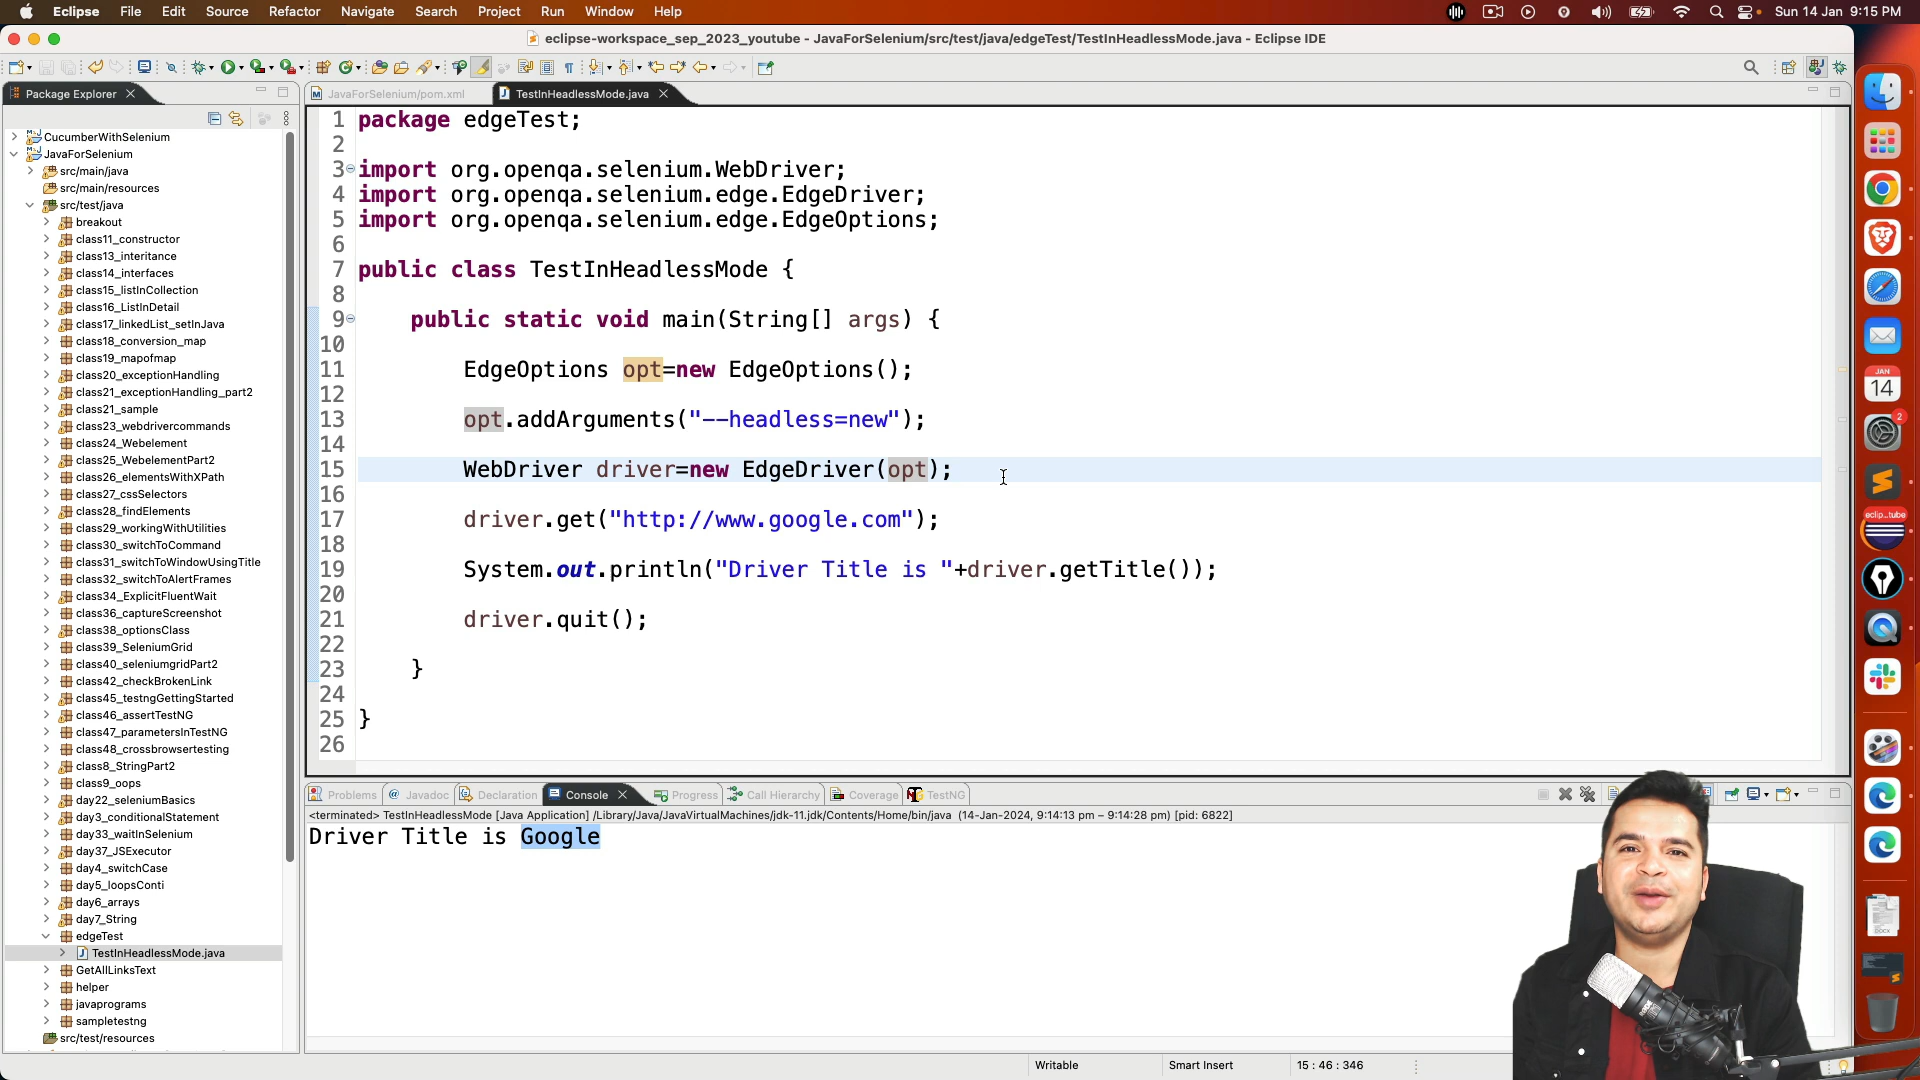 Eclipse File Edit Source Refactor Navigate Search Project Run Window Help Sun 14 Jan 9:15 PM
eclipse-workspace_sep_2023_youtube - JavaForSelenium/src/test/java/edgeTest/TestInHeadlessMode.java - Eclipse IDE
Package Explorer
JavaForSelenium/pom.xml TestInHeadlessMode.java
CucumberWithSelenium
JavaForSelenium
src/main/java
src/main/resources
src/test/java
breakout
class11_constructor
class13_interitance
class14_interfaces
class15_listInCollection
class16_ListInDetail
class17_linkedList_setInJava
class18_conversion_map
class19_mapofmap
class20_exceptionHandling
class21_exceptionHandling_part2
class21_sample
class23_webdrivercommands
class24_Webelement
class25_WebelementPart2
class26_elementsWithXPath
class27_cssSelectors
class28_findElements
class29_workingWithUtilities
class30_switchToCommand
class31_switchToWindowUsingTitle
class32_switchToAlertFrames
class34_ExplicitFluentWait
class36_captureScreenshot
class38_optionsClass
class39_SeleniumGrid
class40_seleniumgridPart2
class42_checkBrokenLink
class45_testngGettingStarted
class46_assertTestNG
class47_parametersInTestNG
class48_crossbrowsertesting
class8_StringPart2
class9_oops
day22_seleniumBasics
day3_conditionalStatement
day33_waitInSelenium
day37_JSExecutor
day4_switchCase
day5_loopsConti
day6_arrays
day7_String
edgeTest
TestInHeadlessMode.java
GetAllLinksText
helper
javaprograms
sampletestng
src/test/resources
1 package edgeTest;
2
3 import org.openqa.selenium.WebDriver;
4 import org.openqa.selenium.edge.EdgeDriver;
5 import org.openqa.selenium.edge.EdgeOptions;
6
7 public class TestInHeadlessMode {
8
9 public static void main(String[] args) {
10
11 EdgeOptions opt=new EdgeOptions();
12
13 opt.addArguments("--headless=new");
14
15 WebDriver driver=new EdgeDriver(opt);
16
17 driver.get("http://www.google.com");
18
19 System.out.println("Driver Title is "+driver.getTitle());
20
21 driver.quit();
22
23 }
24
25 }
26
Problems Javadoc Declaration Console Progress Call Hierarchy Coverage TestNG
<terminated> TestInHeadlessMode [Java Application] /Library/Java/JavaVirtualMachines/jdk-11.jdk/Contents/Home/bin/java (14-Jan-2024, 9:14:13 pm – 9:14:28 pm) [pid: 6822]
Driver Title is Google
Writable Smart Insert 15 : 46 : 346
JAN
14
2
eclip...tube
DOCX